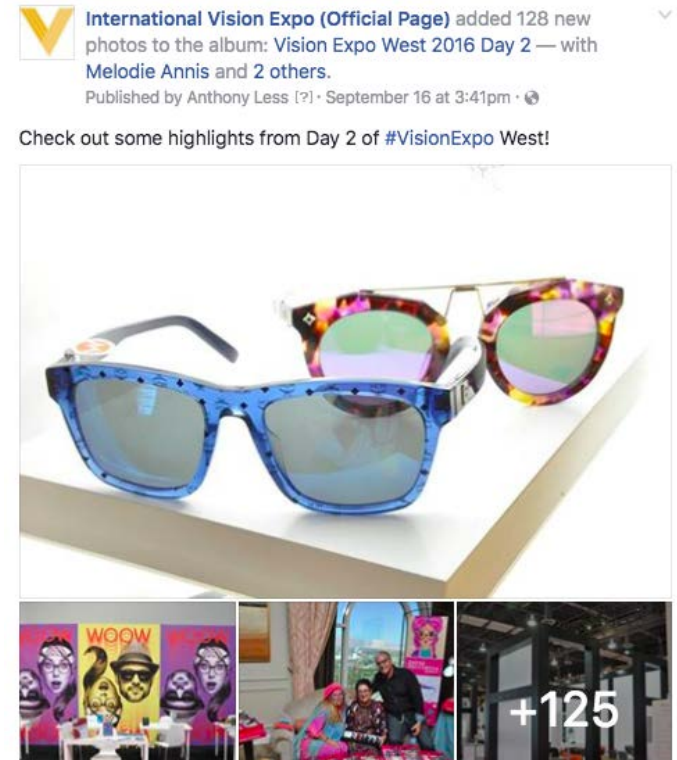 International Vision Expo (Official Page) added 128 new
photos to the album: Vision Expo West 2016 Day 2 — with
Melodie Annis and 2 others.
Published by Anthony Less [?] · September 16 at 3:41pm ·
Check out some highlights from Day 2 of #VisionExpo West!
WOOW
+125